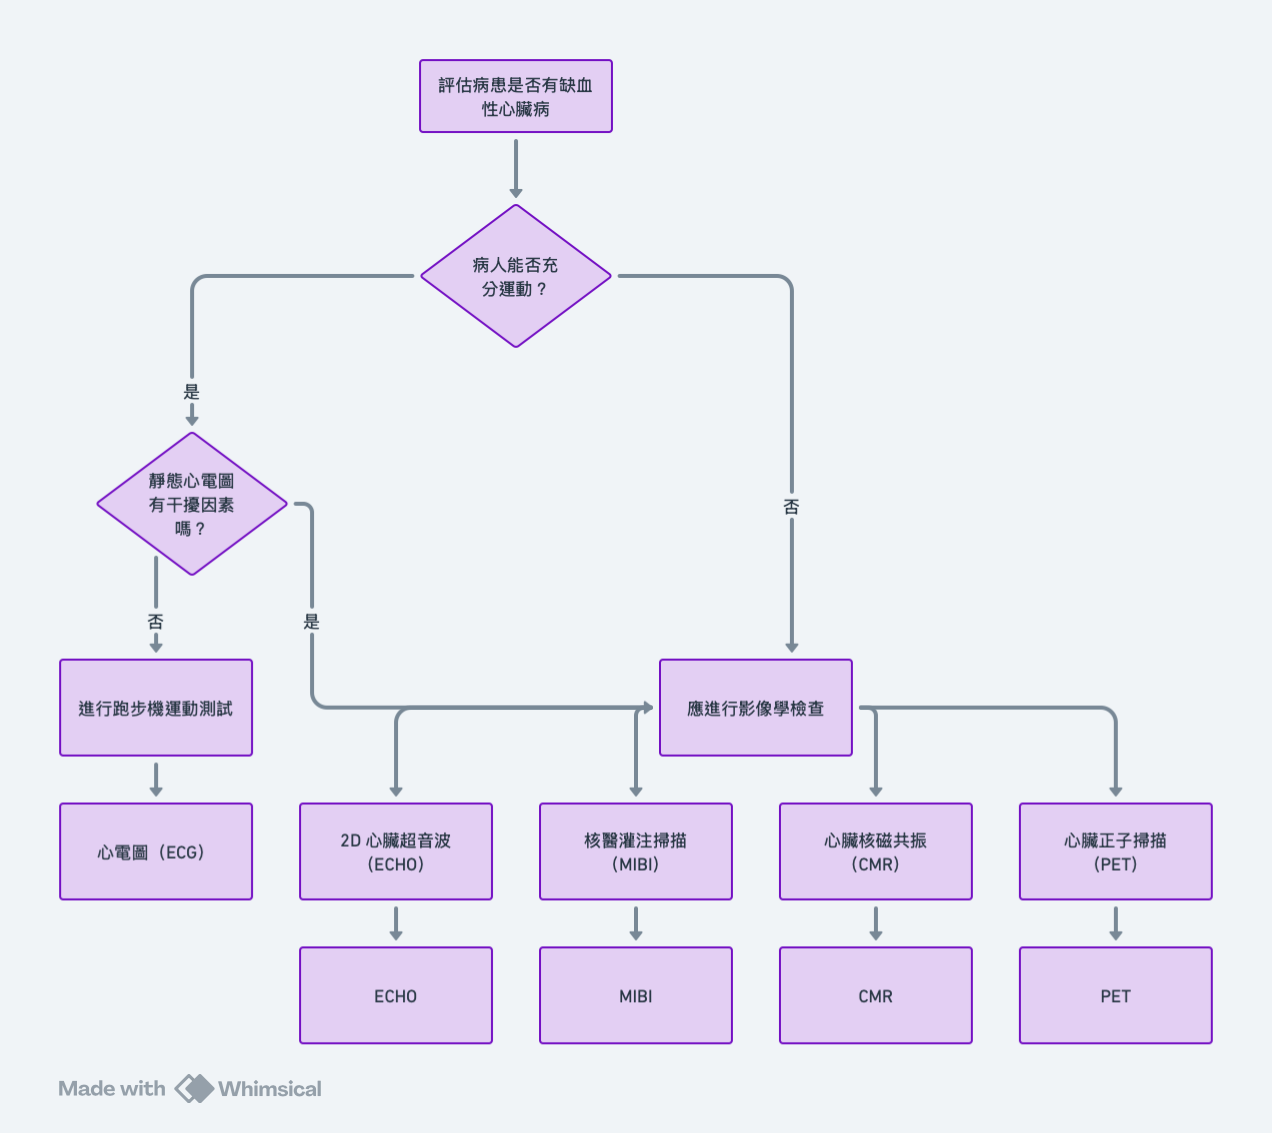 評估病患是否有缺血
性心臟病
病人能否充
分運動？
是
靜態心電圖
有干擾因素
嗎？
否
否
是
進行跑步機運動測試
應進行影像學檢查
心電圖（ECG）
2D 心臟超音波
（ECHO）
核醫灌注掃描
（MIBI）
心臟核磁共振
（CMR）
心臟正子掃描
（PET）
ECHO
MIBI
CMR
PET
Made with Whimsical